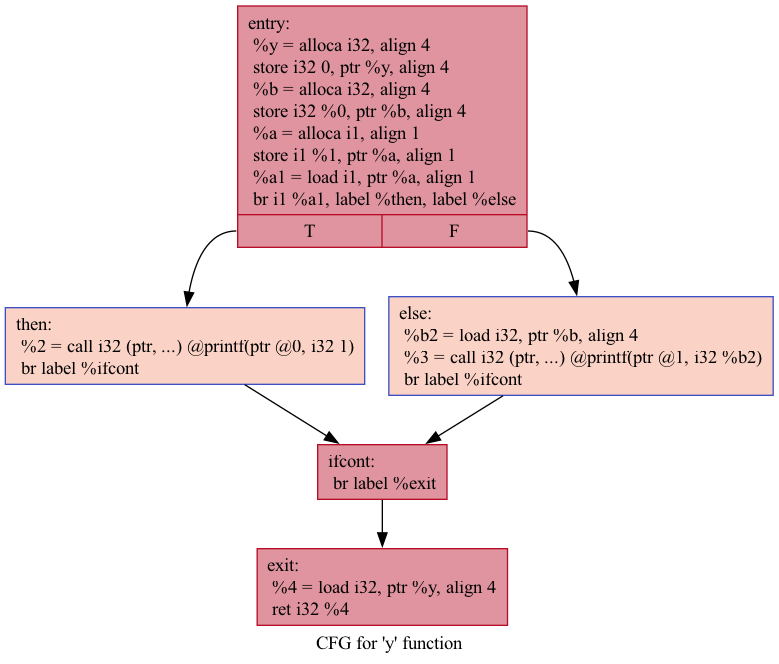 entry:
%y = alloca i32, align 4
store i32 0, ptr %y, align 4
%b = alloca i32, align 4
store i32 %0, ptr %b, align 4
%a = alloca i1, align 1
store i1 %1, ptr %a, align 1
%a1 = load i1, ptr %a, align 1
br i1 %a1, label %then, label %else
T F
then:
%2 = call i32 (ptr, ...) @printf(ptr @0, i32 1)
br label %ifcont
else:
%b2 = load i32, ptr %b, align 4
%3 = call i32 (ptr, ...) @printf(ptr @1, i32 %b2)
br label %ifcont
ifcont:
br label %exit
exit:
%4 = load i32, ptr %y, align 4
ret i32 %4
CFG for 'y' function